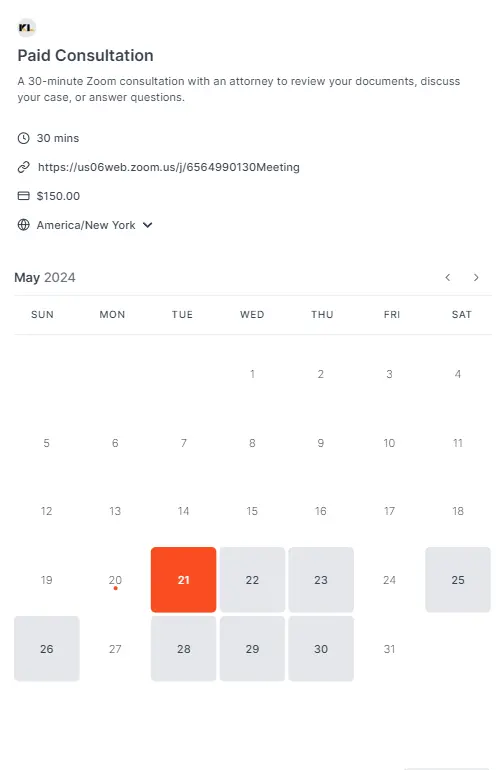 Paid Consultation
A 30-minute Zoom consultation with an attorney to review your documents, discuss
your case, or answer questions.
30 mins
https://us06web.zoom.us/j/6564990130Meeting
$150.00
America/New York
May 2024
SUN MON TUE WED THU FRI SAT
1 2 3 4
5 6 7 8 9 10 11
12 13 14 15 16 17 18
19 20 21 22 23 24 25
26 27 28 29 30 31